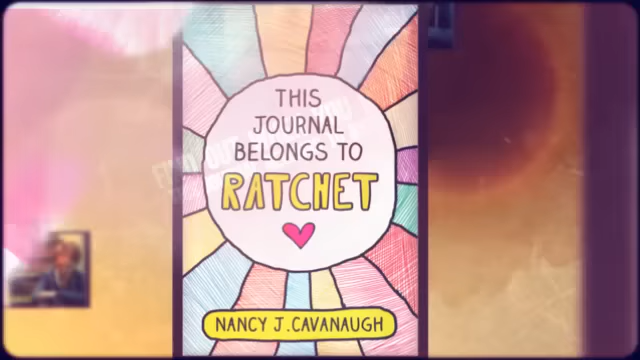 THIS
JOURNAL
BELONGS TO
RATCHET
NANCY J. CAVANAUGH